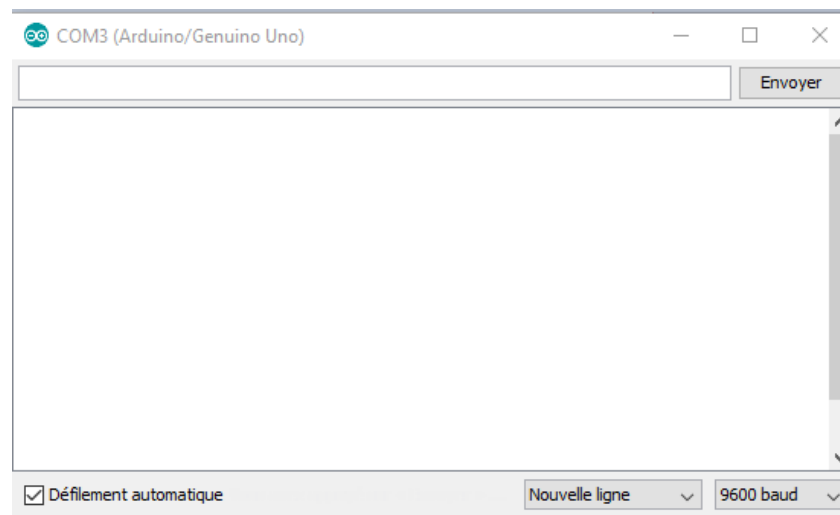 COM3 (Arduino/Genuino Uno)
Envoyer
Défilement automatique
Nouvelle ligne
9600 baud